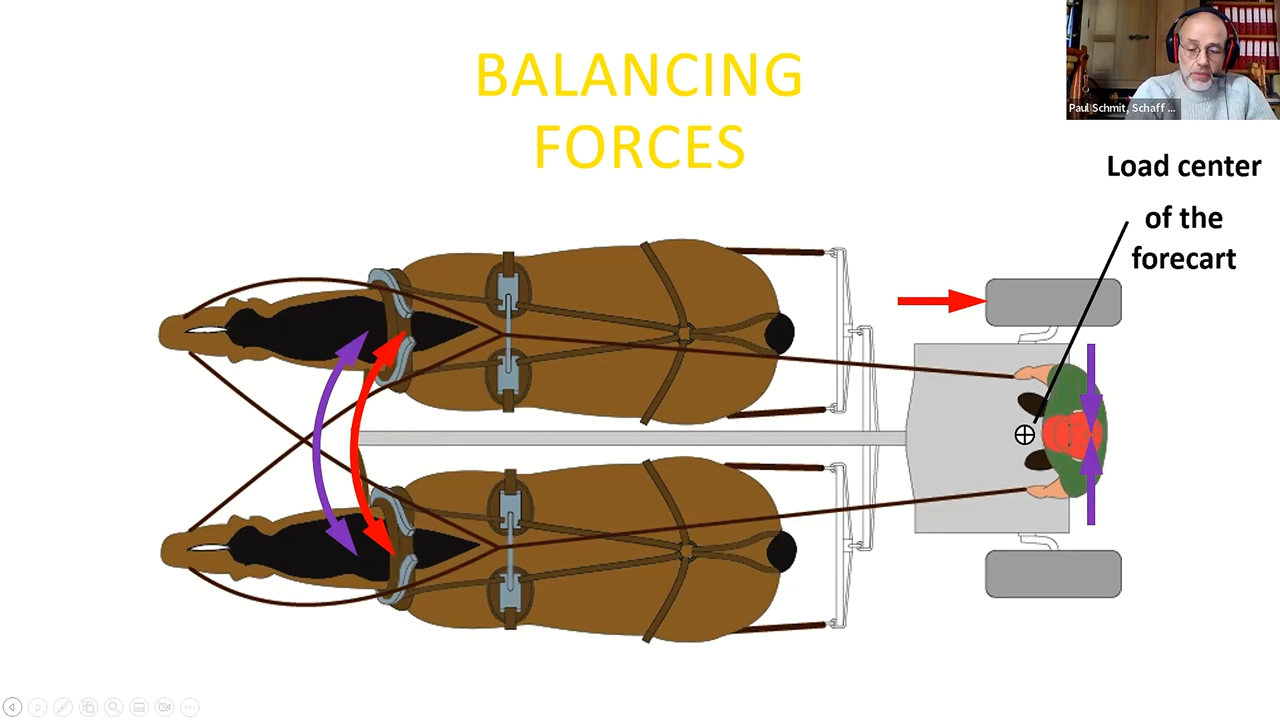 BALANCING
FORCES
Paul Schmit, Schaff ...
Load center
of the
forecart